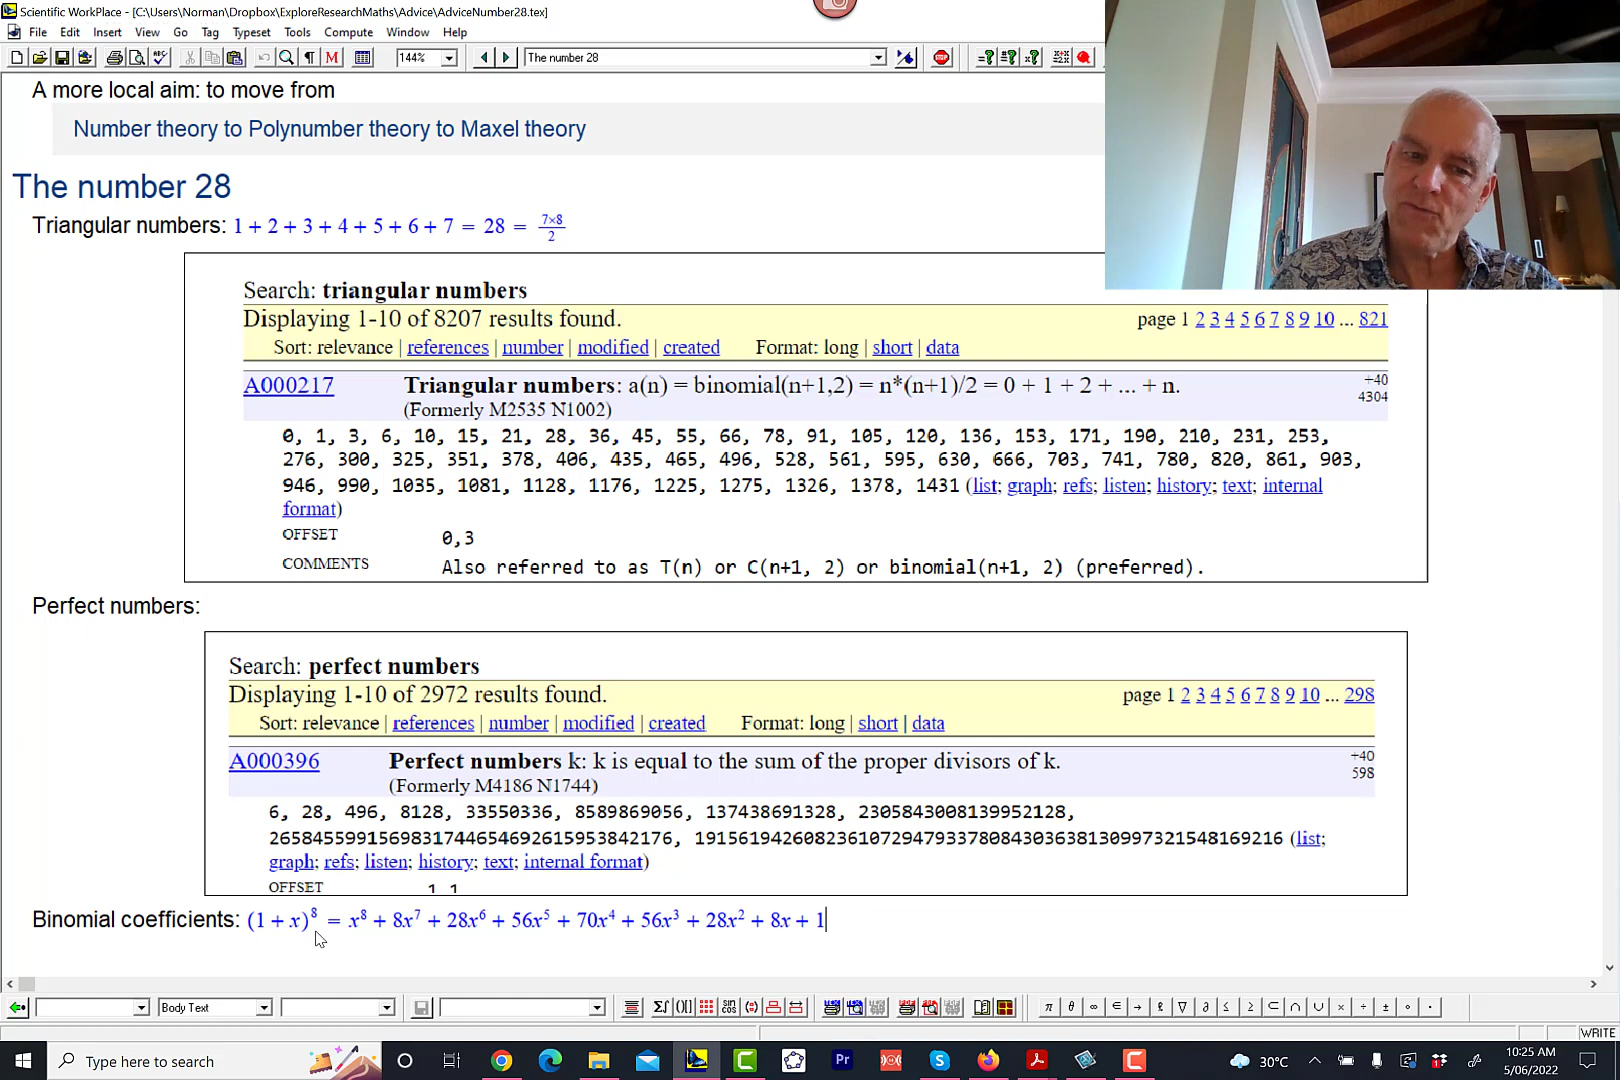 Scientific WorkPlace - [C:\Users\Norman\Dropbox\ExploreResearchMaths\Advice\AdviceNumber28.tex]
File Edit Insert View Go Tag Typeset Tools Compute Window Help
144% The number 28
A more local aim: to move from
Number theory to Polynumber theory to Maxel theory
The number 28
Triangular numbers: 1 + 2 + 3 + 4 + 5 + 6 + 7 = 28 = 7×8/2
Search: triangular numbers
Displaying 1-10 of 8207 results found. page 1 2 3 4 5 6 7 8 9 10 ... 821
Sort: relevance | references | number | modified | created Format: long | short | data
A000217 Triangular numbers: a(n) = binomial(n+1,2) = n*(n+1)/2 = 0 + 1 + 2 + ... + n. +40
(Formerly M2535 N1002) 4304
0, 1, 3, 6, 10, 15, 21, 28, 36, 45, 55, 66, 78, 91, 105, 120, 136, 153, 171, 190, 210, 231, 253,
276, 300, 325, 351, 378, 406, 435, 465, 496, 528, 561, 595, 630, 666, 703, 741, 780, 820, 861, 903,
946, 990, 1035, 1081, 1128, 1176, 1225, 1275, 1326, 1378, 1431 (list; graph; refs; listen; history; text; internal
format)
OFFSET 0,3
COMMENTS Also referred to as T(n) or C(n+1, 2) or binomial(n+1, 2) (preferred).
Perfect numbers:
Search: perfect numbers
Displaying 1-10 of 2972 results found. page 1 2 3 4 5 6 7 8 9 10 ... 298
Sort: relevance | references | number | modified | created Format: long | short | data
A000396 Perfect numbers k: k is equal to the sum of the proper divisors of k. +40
(Formerly M4186 N1744) 598
6, 28, 496, 8128, 33550336, 8589869056, 137438691328, 2305843008139952128,
2658455991569831744654692615953842176, 191561942608236107294793378084303638130997321548169216 (list;
graph; refs; listen; history; text; internal format)
OFFSET 1 1
Binomial coefficients: (1 + x)⁸ = x⁸ + 8x⁷ + 28x⁶ + 56x⁵ + 70x⁴ + 56x³ + 28x² + 8x + 1
Body Text
WRITE
Type here to search
30°C
10:25 AM
5/06/2022